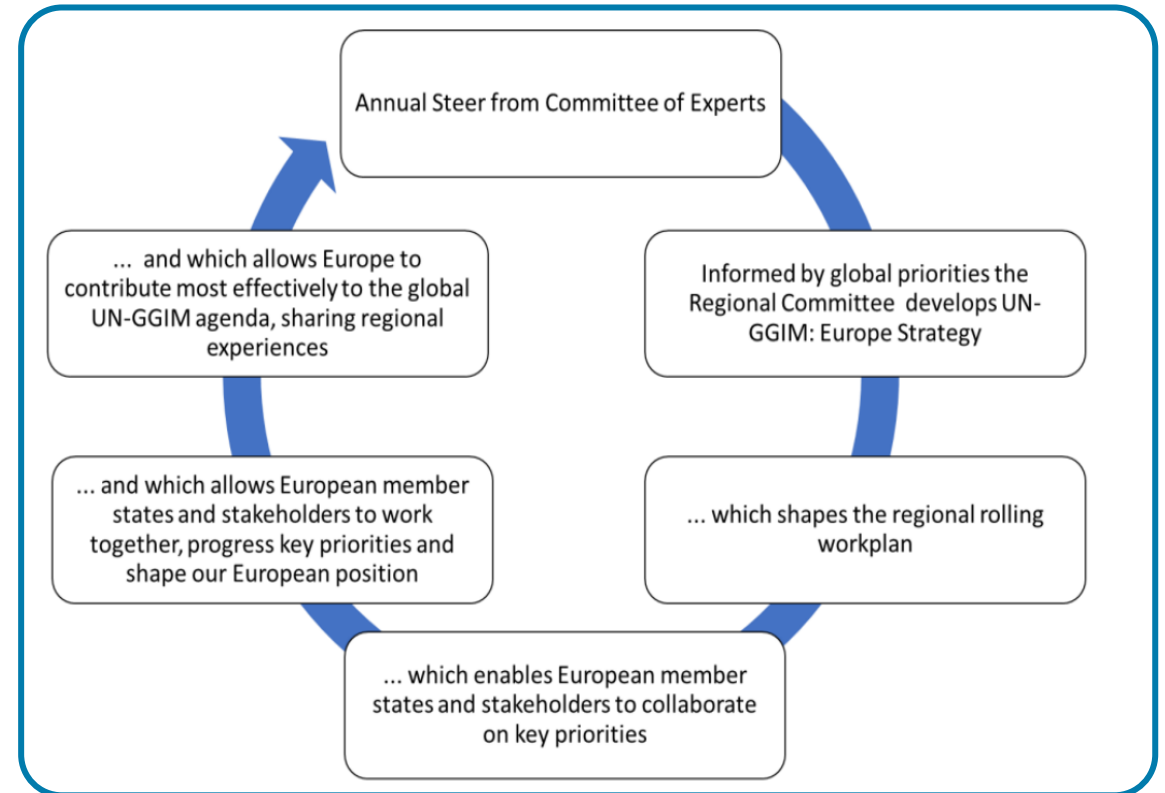 Annual Steer from Committee of Experts
Informed by global priorities the
Regional Committee develops UN-
GGIM: Europe Strategy
... which shapes the regional rolling
workplan
... which enables European member
states and stakeholders to collaborate
on key priorities
... and which allows European member
states and stakeholders to work
together, progress key priorities and
shape our European position
... and which allows Europe to
contribute most effectively to the global
UN-GGIM agenda, sharing regional
experiences